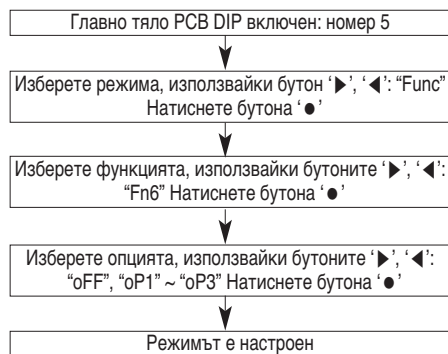 Главно тяло PCB DIP включен: номер 5
Изберете режима, използвайки бутон ‘▶’, ‘◀’: “Func”
Натиснете бутона ‘●’
Изберете функцията, използвайки бутоните ‘▶’, ‘◀’:
“Fn6” Натиснете бутона ‘●’
Изберете опцията, използвайки бутоните ‘▶’, ‘◀’:
“oFF”, “oP1” ~ “oP3” Натиснете бутона ‘●’
Режимът е настроен